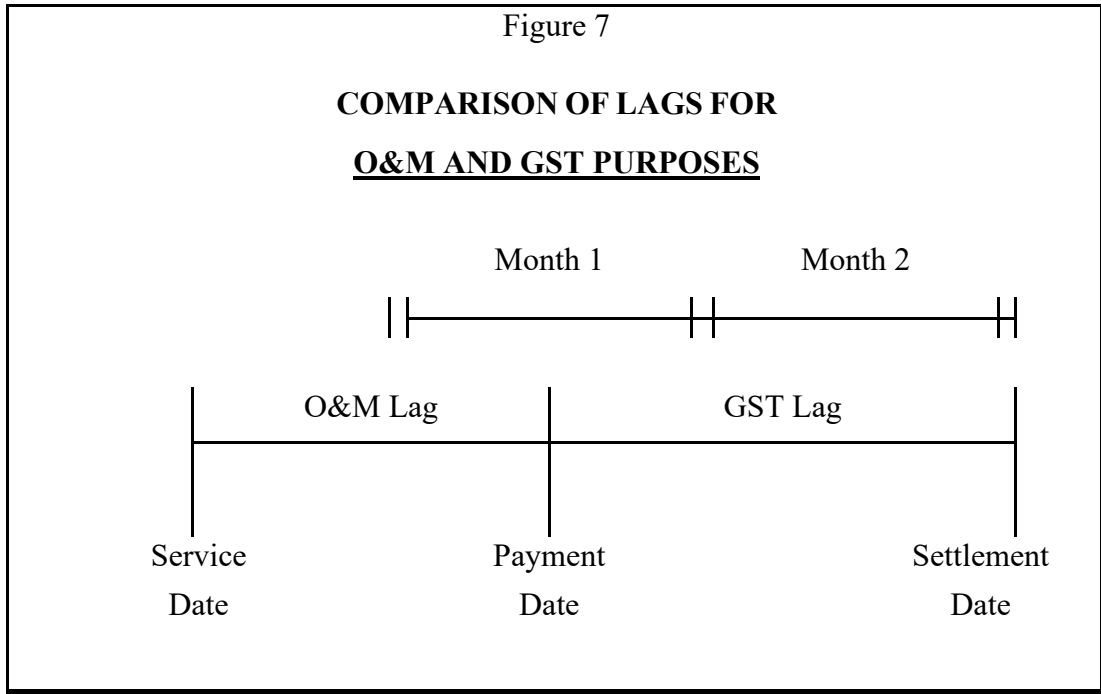 Figure 7
COMPARISON OF LAGS FOR
O&M AND GST PURPOSES
Month 1 Month 2
O&M Lag GST Lag
Service Payment Settlement
Date Date Date